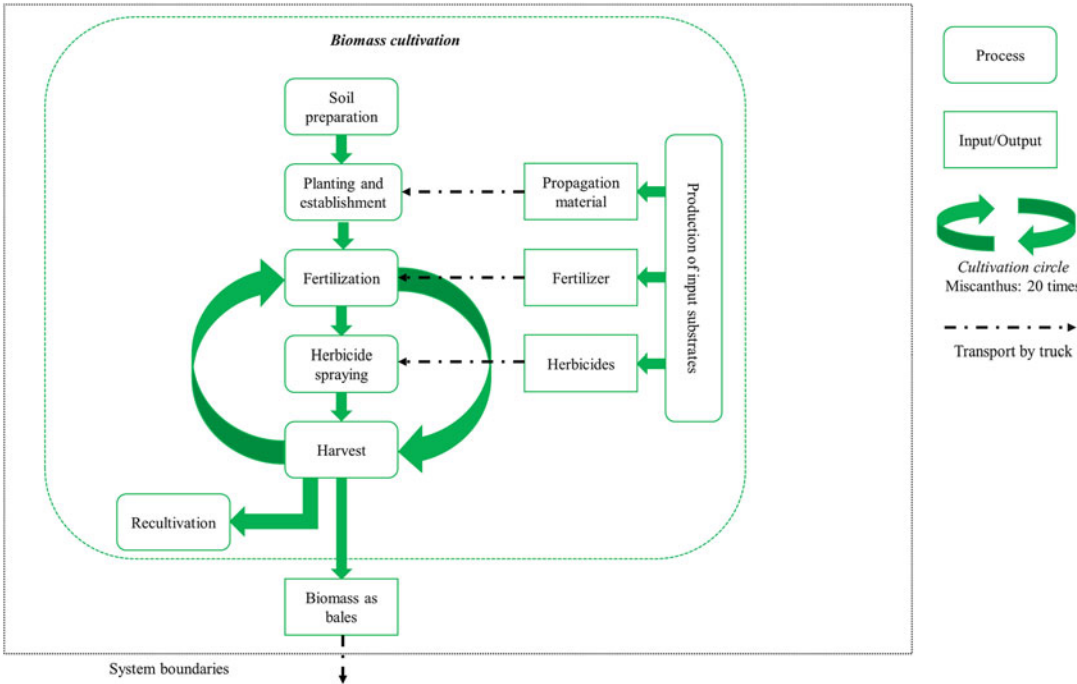 Biomass cultivation
Soil
preparation
Planting and
establishment
Fertilization
Herbicide
spraying
Harvest
Recultivation
Biomass as
bales
Propagation
material
Fertilizer
Herbicides
Production of input substrates
System boundaries
Process
Input/Output
Cultivation circle
Miscanthus: 20 times
Transport by truck